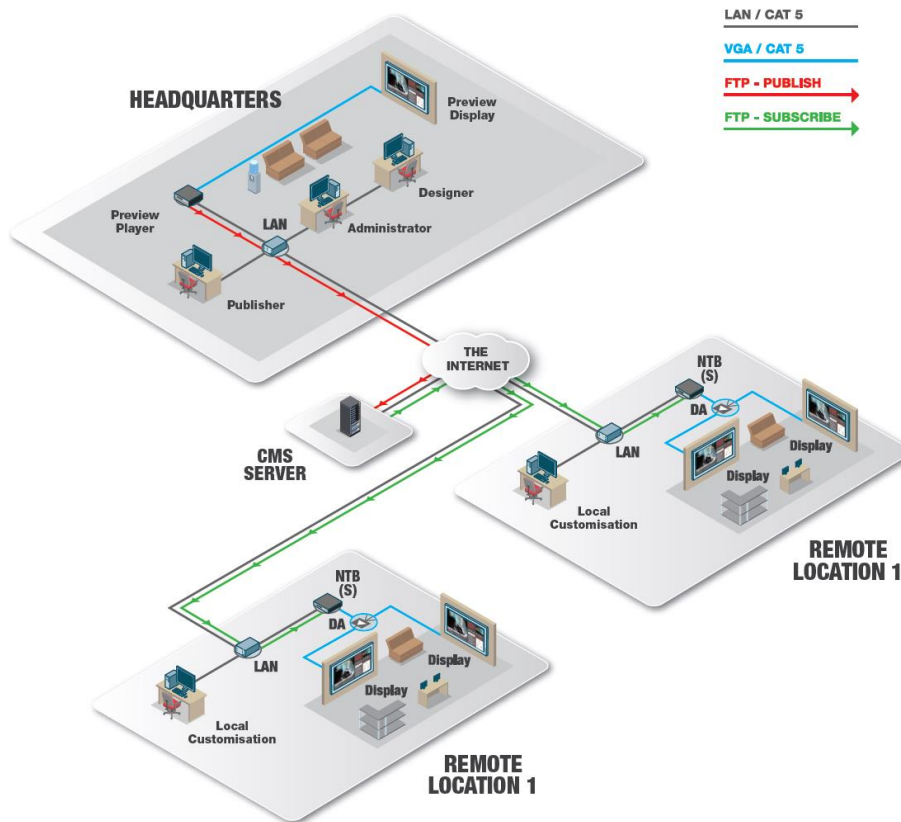 LAN / CAT 5
VGA / CAT 5
FTP - PUBLISH
FTP - SUBSCRIBE
HEADQUARTERS
Preview
Display
Designer
Preview
Player
LAN
Administrator
Publisher
THE
INTERNET
CMS
SERVER
NTB
(S)
DA
LAN
Display
Display
Local
Customisation
REMOTE
LOCATION 1
NTB
(S)
DA
LAN
Display
Display
Local
Customisation
REMOTE
LOCATION 1